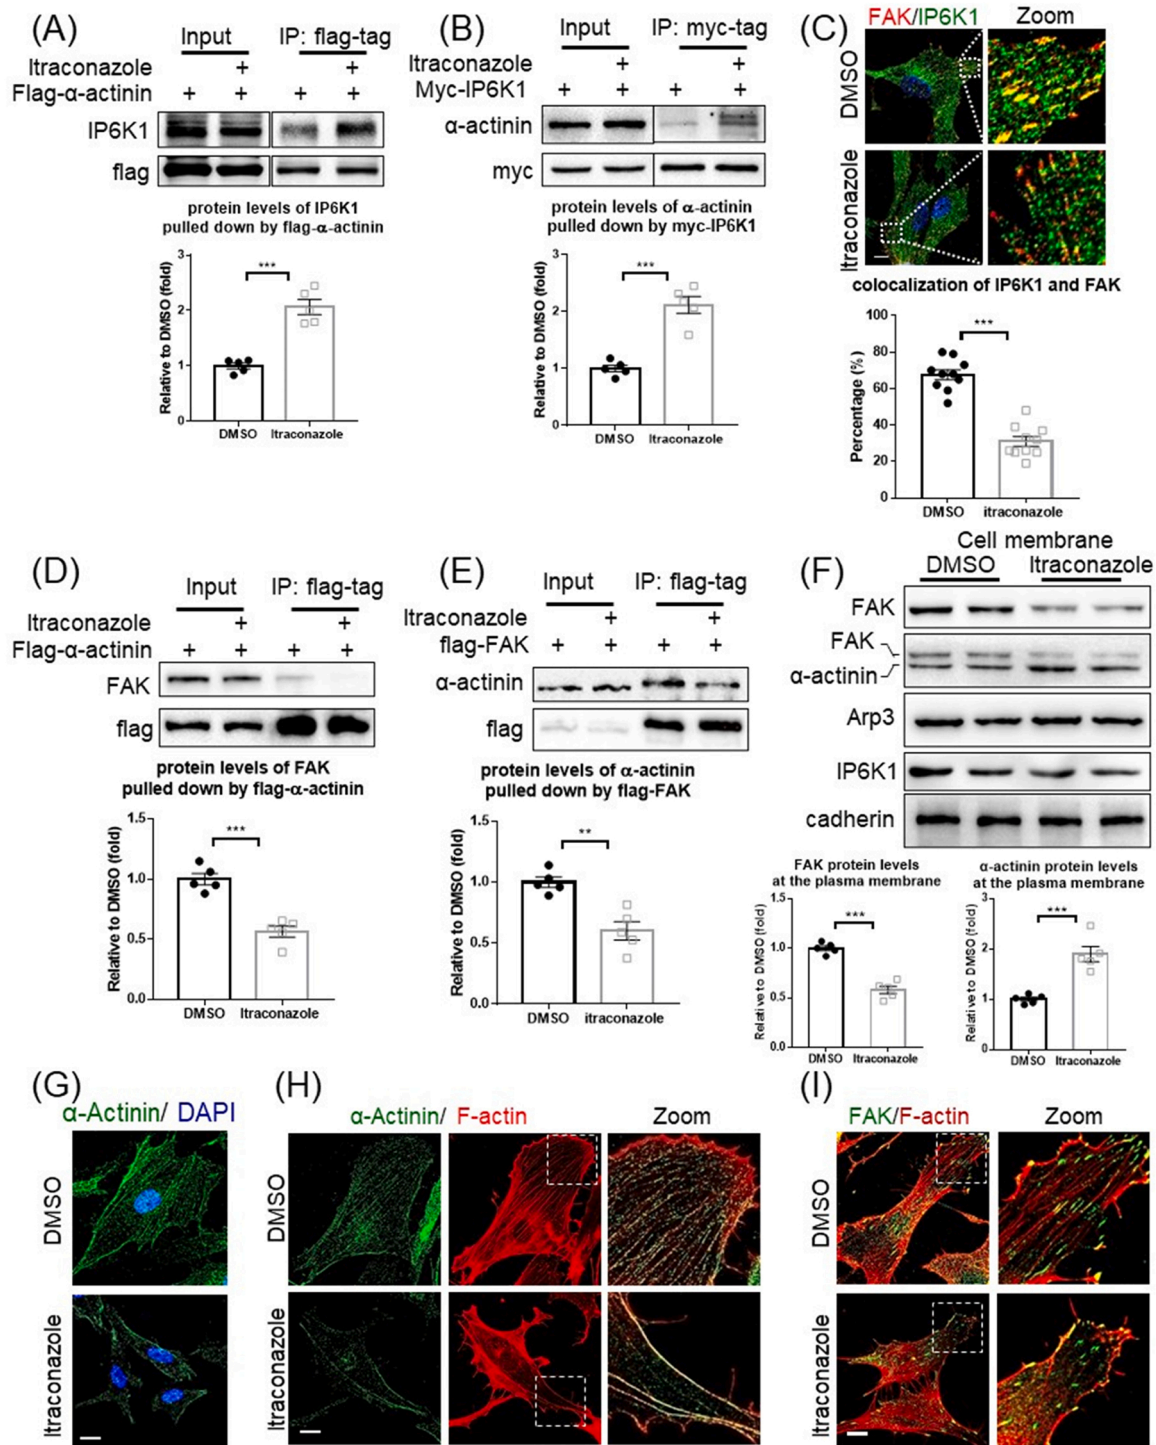 (A)
Input
IP: flag-tag
Itraconazole + +
Flag-α-actinin + + + +
IP6K1
flag
protein levels of IP6K1
pulled down by flag-α-actinin
Relative to DMSO (fold)
3
2
1
0
***
DMSO Itraconazole
(B)
Input
IP: myc-tag
Itraconazole + +
Myc-IP6K1 + + + +
α-actinin
myc
protein levels of α-actinin
pulled down by myc-IP6K1
Relative to DMSO (fold)
3
2
1
0
***
DMSO Itraconazole
(C)
FAK/IP6K1 Zoom
DMSO
Itraconazole
colocalization of IP6K1 and FAK
Percentage (%)
100
80
60
40
20
0
***
DMSO itraconazole
(D)
Input IP: flag-tag
Itraconazole + +
Flag-α-actinin + + + +
FAK
flag
protein levels of FAK
pulled down by flag-α-actinin
Relative to DMSO (fold)
1.5
1.0
0.5
0.0
***
DMSO Itraconazole
(E)
Input IP: flag-tag
Itraconazole + +
flag-FAK + + + +
α-actinin
flag
protein levels of α-actinin
pulled down by flag-FAK
Relative to DMSO (fold)
1.5
1.0
0.5
0.0
**
DMSO itraconazole
(F)
Cell membrane
DMSO Itraconazole
FAK
FAK
α-actinin
Arp3
IP6K1
cadherin
FAK protein levels
at the plasma membrane
Relative to DMSO (fold)
1.5
1.0
0.5
0.0
***
DMSO Itraconazole
α-actinin protein levels
at the plasma membrane
Relative to DMSO (fold)
3
2
1
0
***
DMSO Itraconazole
(G)
α-Actinin/ DAPI
DMSO
Itraconazole
(H)
α-Actinin/ F-actin Zoom
DMSO
Itraconazole
(I)
FAK/F-actin Zoom
DMSO
Itraconazole